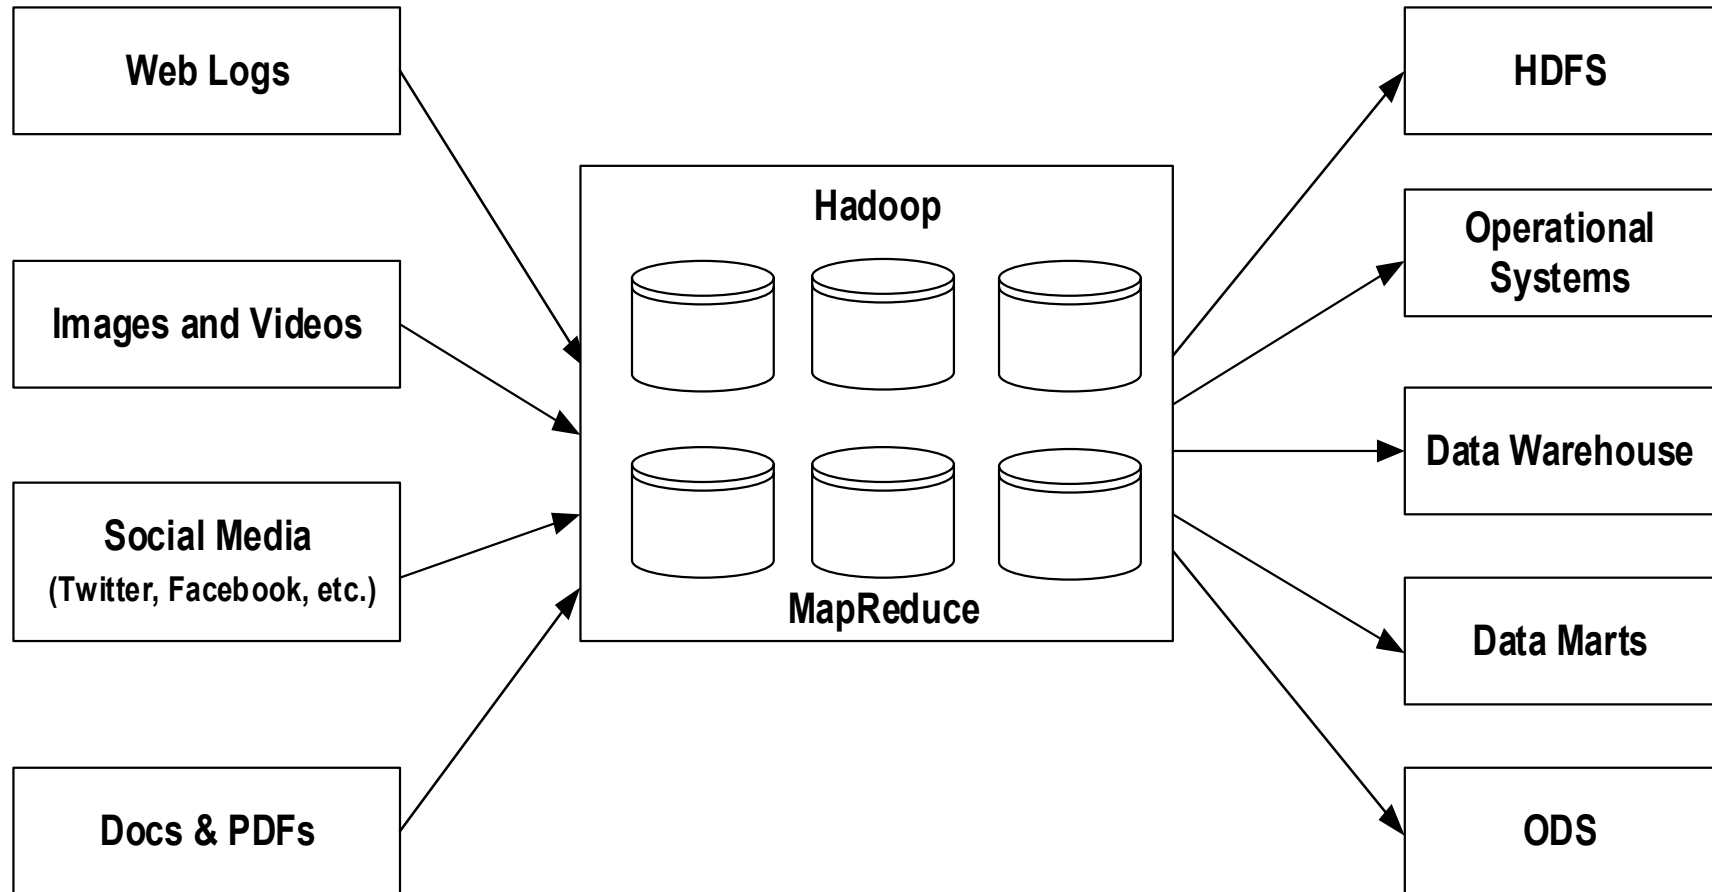 Web Logs
Images and Videos
Social Media
(Twitter, Facebook, etc.)
Docs & PDFs
Hadoop
MapReduce
HDFS
Operational
Systems
Data Warehouse
Data Marts
ODS